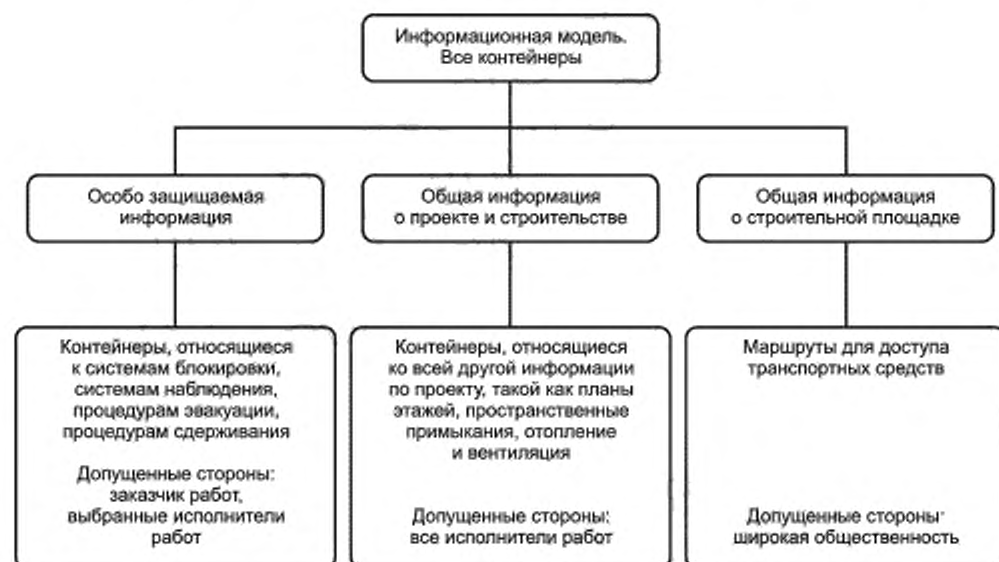 Информационная модель.
Все контейнеры
Особо защищаемая
информация
Общая информация
о проекте и строительстве
Общая информация
о строительной площадке
Контейнеры, относящиеся
к системам блокировки,
системам наблюдения,
процедурам эвакуации,
процедурам сдерживания
Допущенные стороны:
заказчик работ,
выбранные исполнители
работ
Контейнеры, относящиеся
ко всей другой информации
по проекту, такой как планы
этажей, пространственные
примыкания, отопление
и вентиляция
Допущенные стороны:
все исполнители работ
Маршруты для доступа
транспортных средств
Допущенные стороны:
широкая общественность